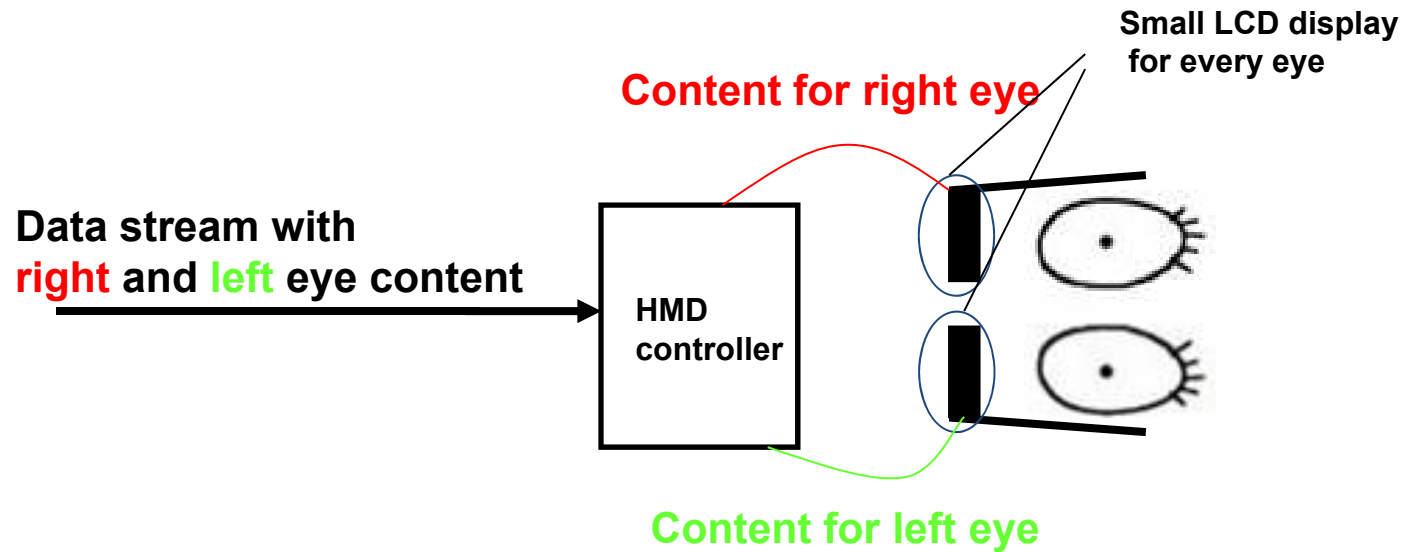 Small LCD display
for every eye
Content for right eye
Data stream with
right and left eye content
HMD
controller
Content for left eye